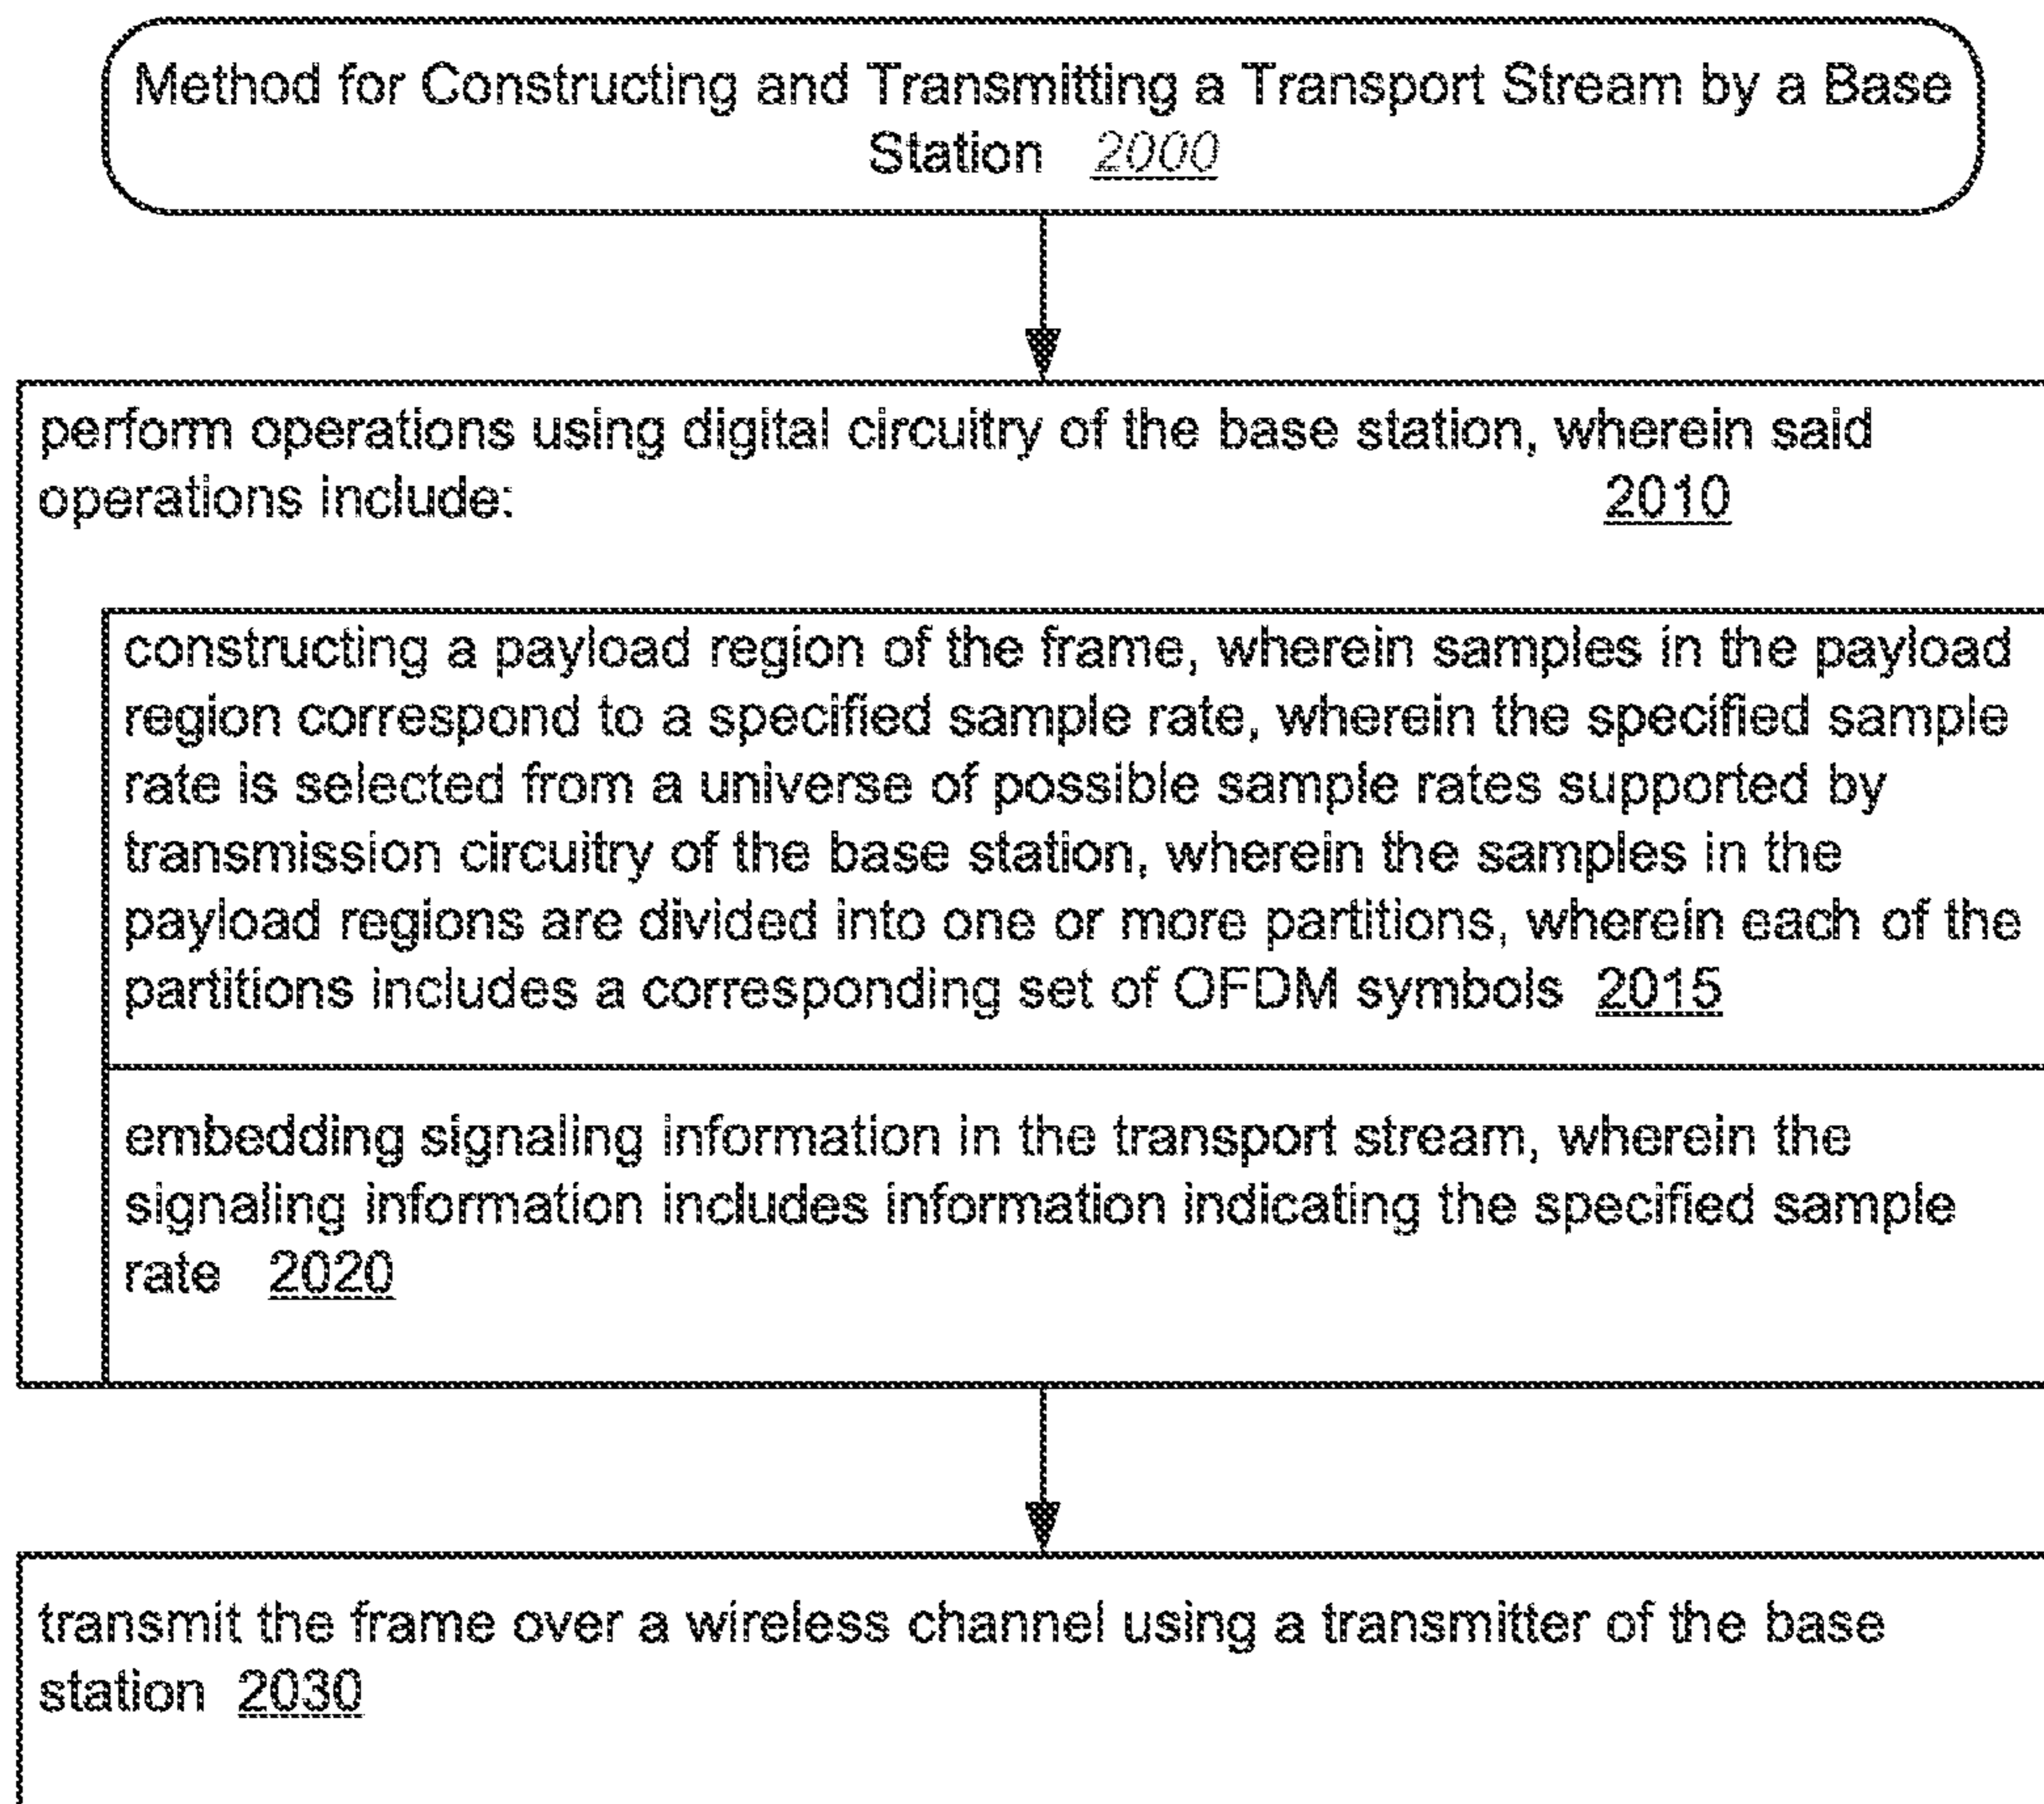 Method for Constructing and Transmitting a Transport Stream by a Base
Station 2000
perform operations using digital circuitry of the base station, wherein said
operations include: 2010
constructing a payload region of the frame, wherein samples in the payload
region correspond to a specified sample rate, wherein the specified sample
rate is selected from a universe of possible sample rates supported by
transmission circuitry of the base station, wherein the samples in the
payload regions are divided into one or more partitions, wherein each of the
partitions includes a corresponding set of OFDM symbols 2015
embedding signaling information in the transport stream, wherein the
signaling information includes information indicating the specified sample
rate 2020
transmit the frame over a wireless channel using a transmitter of the base
station 2030